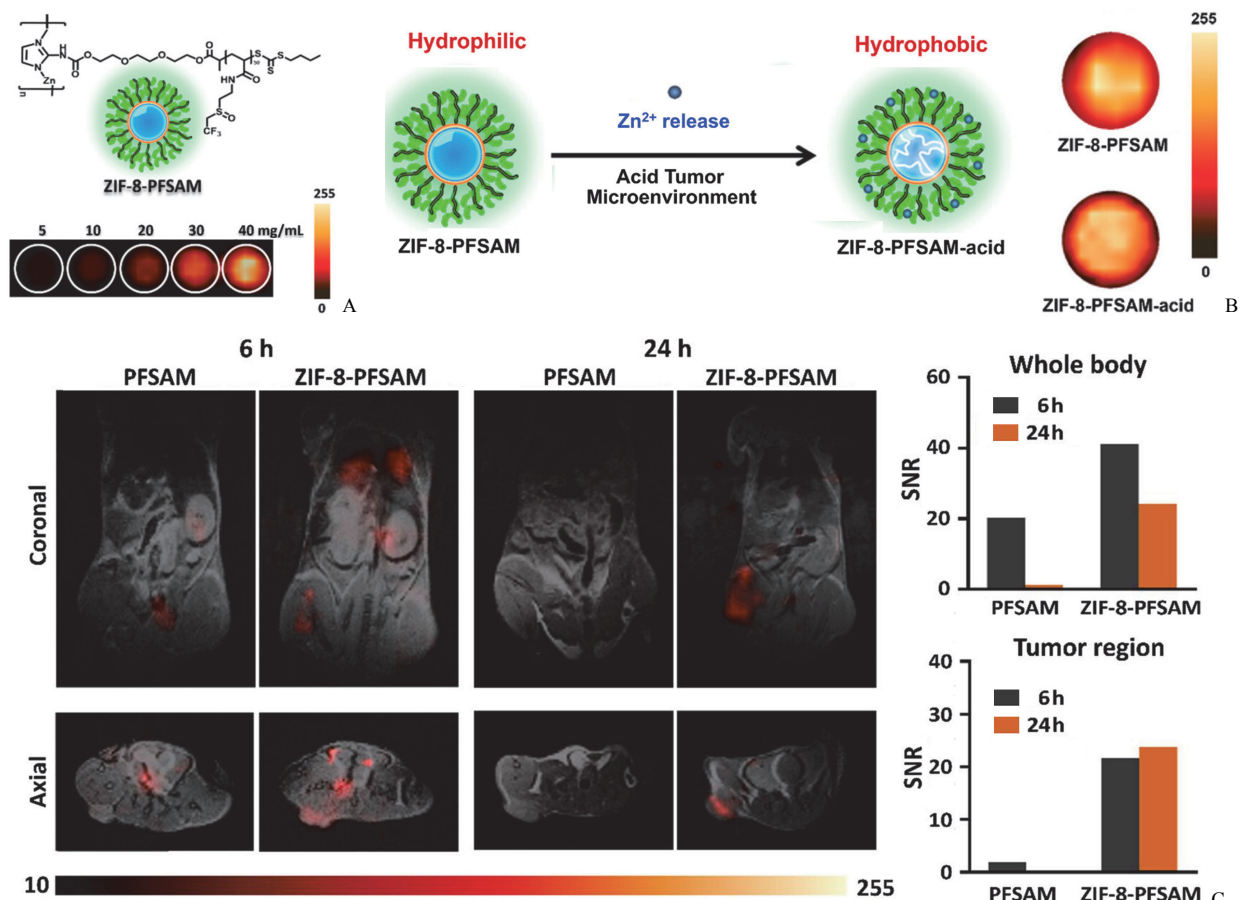 H
N
O
O
O
O
O
O
N
N
Zn
n
30
S
S
S
HN
O
S=O
CF3
ZIF-8-PFSAM
255
5 10 20 30 40 mg/mL
0
A
Hydrophilic
Hydrophobic
Zn2+ release
Acid Tumor
Microenvironment
ZIF-8-PFSAM
ZIF-8-PFSAM-acid
255
ZIF-8-PFSAM
0
ZIF-8-PFSAM-acid
B
6 h
24 h
PFSAM
ZIF-8-PFSAM
PFSAM
ZIF-8-PFSAM
Coronal
Axial
10
255
Whole body
60
40
20
0
SNR
6h
24h
PFSAM
ZIF-8-PFSAM
Tumor region
40
30
20
10
0
SNR
6h
24h
PFSAM
ZIF-8-PFSAM
C